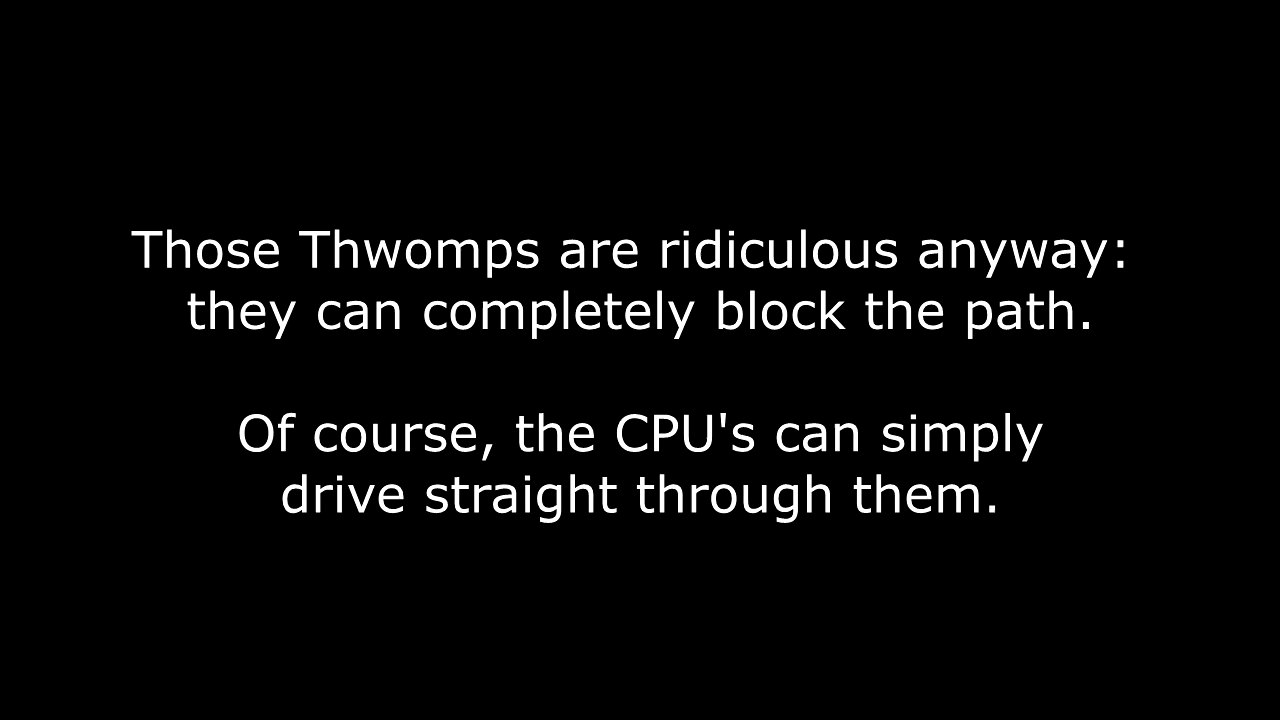 Those Thwomps are ridiculous anyway:
they can completely block the path.
Of course, the CPU's can simply
drive straight through them.